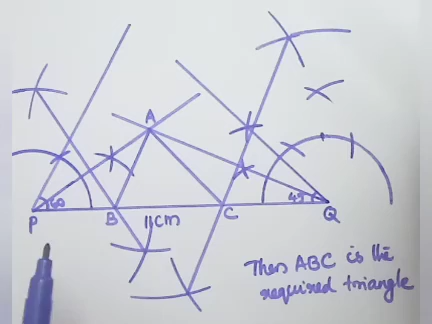 A
60
45
P
B
11cm
C
Q
Then ABC is the
required triangle